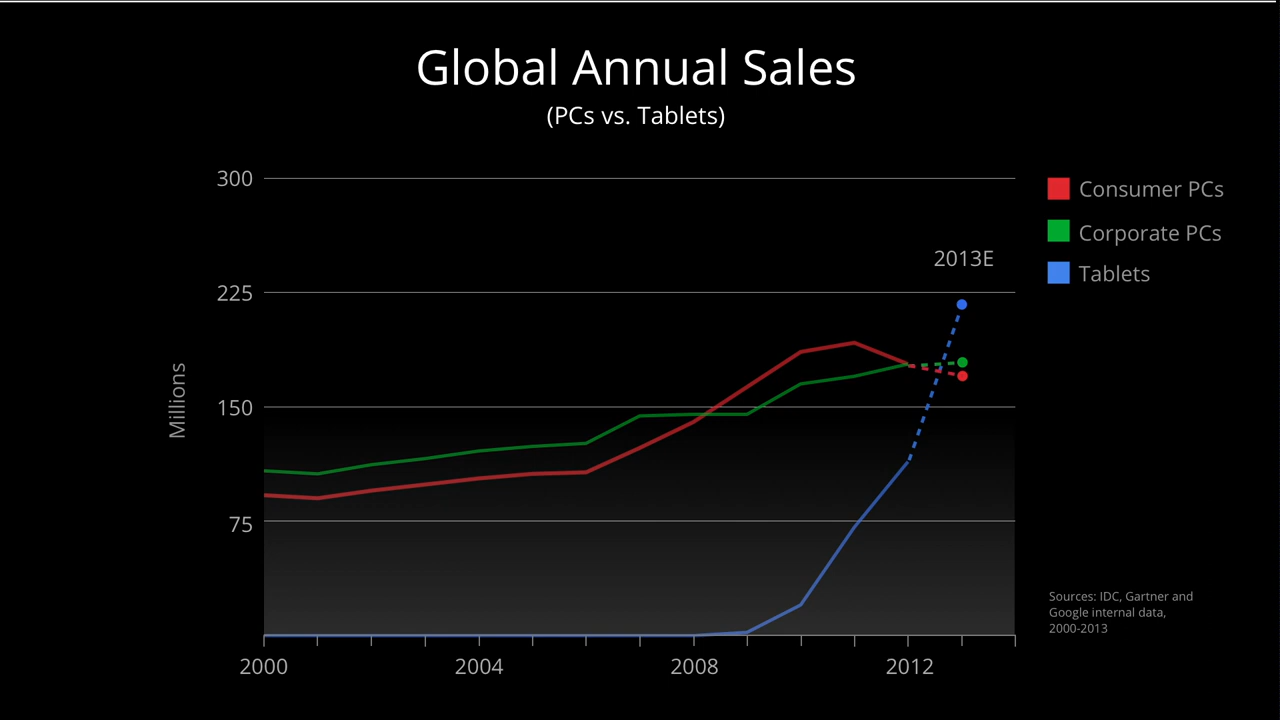 Global Annual Sales
(PCs vs. Tablets)
300
225
150
75
Millions
2013E
2000
2004
2008
2012
Consumer PCs
Corporate PCs
Tablets
Sources: IDC, Gartner and
Google internal data,
2000-2013